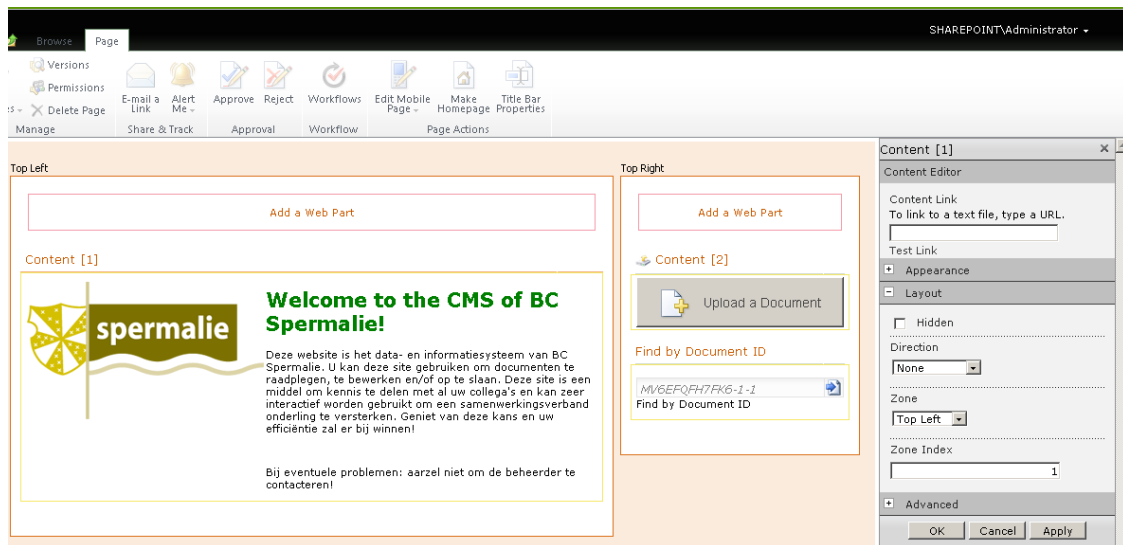 SHAREPOINT\Administrator
Browse Page
Versions
Permissions
Delete Page
E-mail a Link
Alert Me
Approve
Reject
Workflows
Edit Mobile Page
Make Homepage
Title Bar Properties
Manage
Share & Track
Approval
Workflow
Page Actions
Top Left
Add a Web Part
Content [1]
spermalie
Welcome to the CMS of BC
Spermalie!
Deze website is het data- en informatiesysteem van BC
Spermalie. U kan deze site gebruiken om documenten te
raadplegen, te bewerken en/of op te slaan. Deze site is een
middel om kennis te delen met al uw collega's en kan zeer
interactief worden gebruikt om een samenwerkingsverband
onderling te versterken. Geniet van deze kans en uw
efficiëntie zal er bij winnen!
Bij eventuele problemen: aarzel niet om de beheerder te
contacteren!
Top Right
Add a Web Part
Content [2]
Upload a Document
Find by Document ID
MV6EFQFH7FK6-1-1
Find by Document ID
Content [1]
Content Editor
Content Link
To link to a text file, type a URL.
Test Link
Appearance
Layout
Hidden
Direction
None
Zone
Top Left
Zone Index
1
Advanced
OK Cancel Apply